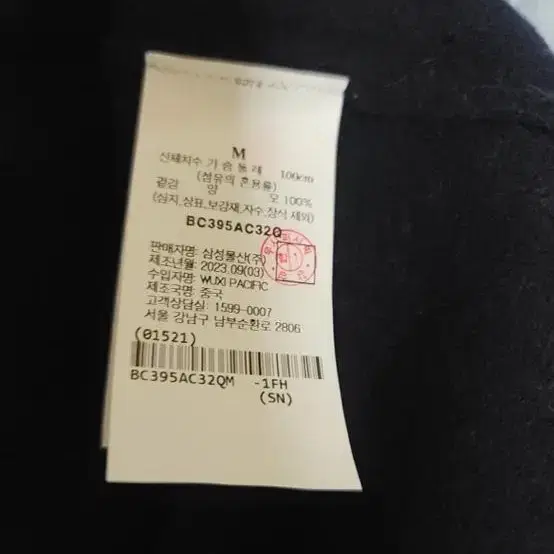 M
신체치수 가슴둘레 100cm
(섬유의 혼용률)
겉감 양 모 100%
(심지,상표,보강재,자수,장식 제외)
BC395AC32Q
판매자명: 삼성물산(주)
제조년월: 2023.09(03)
수입자명: WUXI PACIFIC
제조국명: 중국
고객상담실: 1599-0007
서울 강남구 남부순환로 2806
(01521)
BC395AC32QM -1FH
(SN)